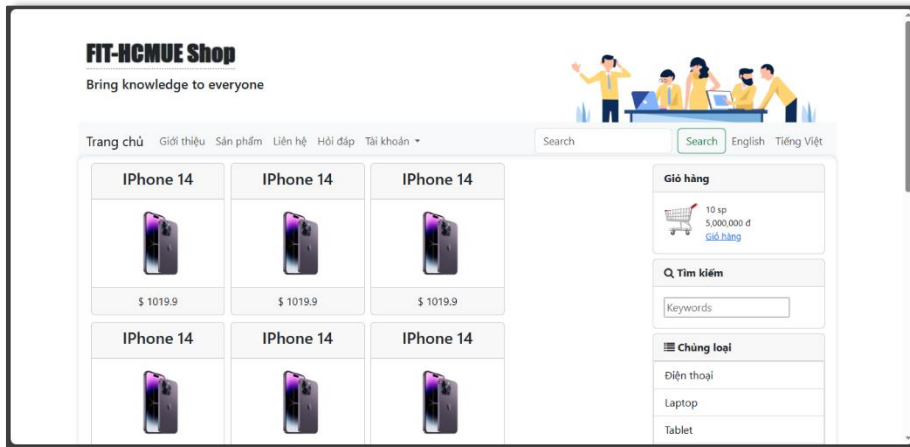 FIT-HCMUE Shop
Bring knowledge to everyone
Trang chủ Giới thiệu Sản phẩm Liên hệ Hỏi đáp Tài khoản Search Search English Tiếng Việt
IPhone 14 IPhone 14 IPhone 14
$ 1019.9 $ 1019.9 $ 1019.9
IPhone 14 IPhone 14 IPhone 14
Giỏ hàng
10 sp
5,000,000 đ
Giỏ hàng
Tìm kiếm
Keywords
Chủng loại
Điện thoại
Laptop
Tablet